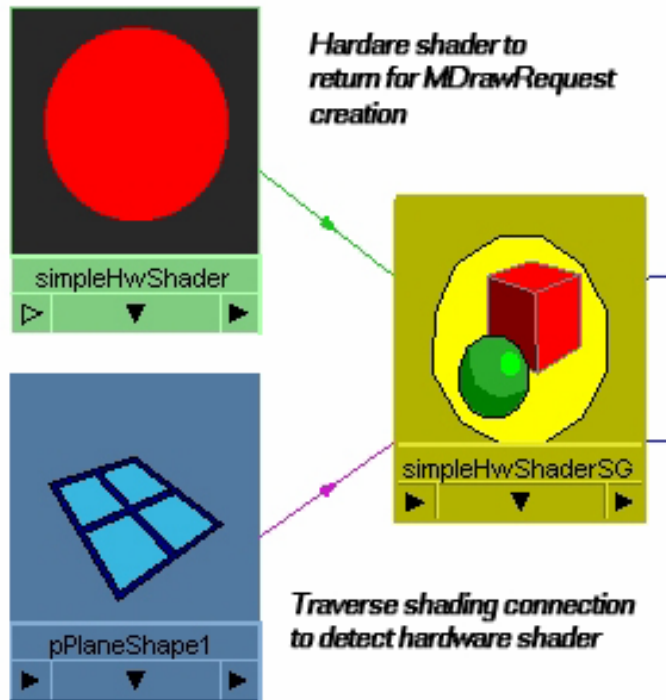 Hardare shader to
return for MDrawRequest
creation
simpleHwShader
simpleHwShaderSG
pPlaneShape1
Traverse shading connection
to detect hardware shader